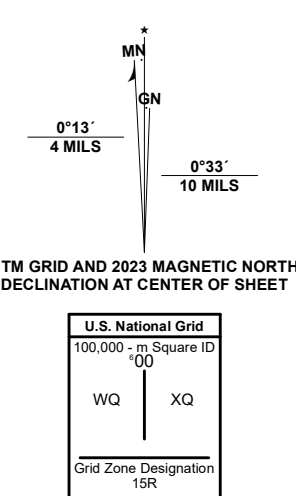 ★
MN
GN
0°13´
4 MILS
0°33´
10 MILS
TM GRID AND 2023 MAGNETIC NORTH
DECLINATION AT CENTER OF SHEET
U.S. National Grid
100,000 - m Square ID
⁶00
WQ XQ
Grid Zone Designation
15R